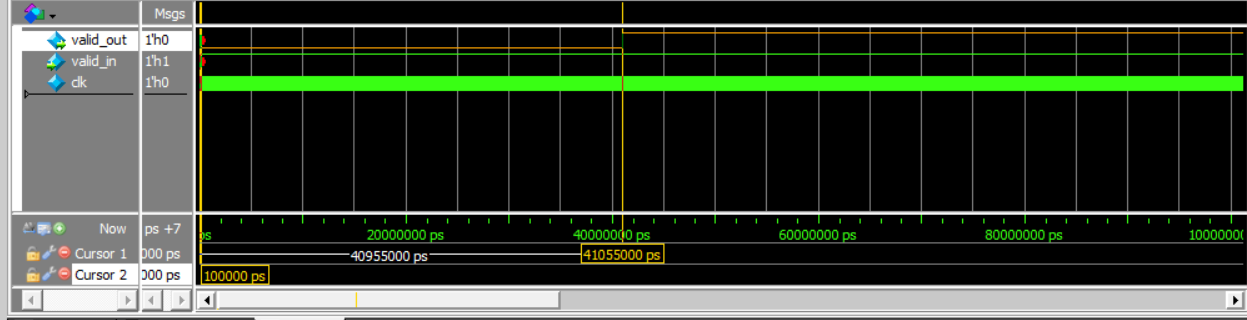 Msgs
valid_out 1'h0
valid_in 1'h1
clk 1'h0
Now ps +7 ps 20000000 ps 40000000 ps 60000000 ps 80000000 ps 10000000
Cursor 1 000 ps 40955000 ps 41055000 ps
Cursor 2 000 ps 100000 ps